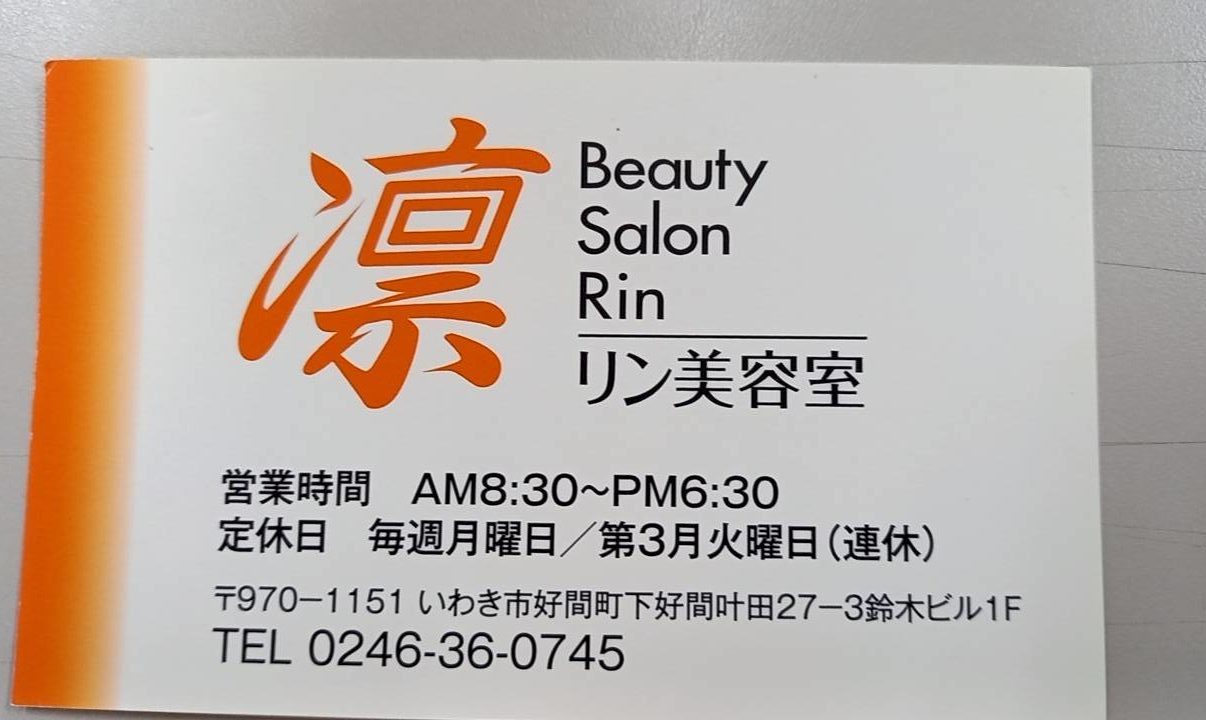 凛
Beauty
Salon
Rin
リン美容室
営業時間　AM8:30~PM6:30
定休日　毎週月曜日／第3月火曜日(連休)
〒970-1151 いわき市好間町下好間叶田27-3鈴木ビル1F
TEL 0246-36-0745